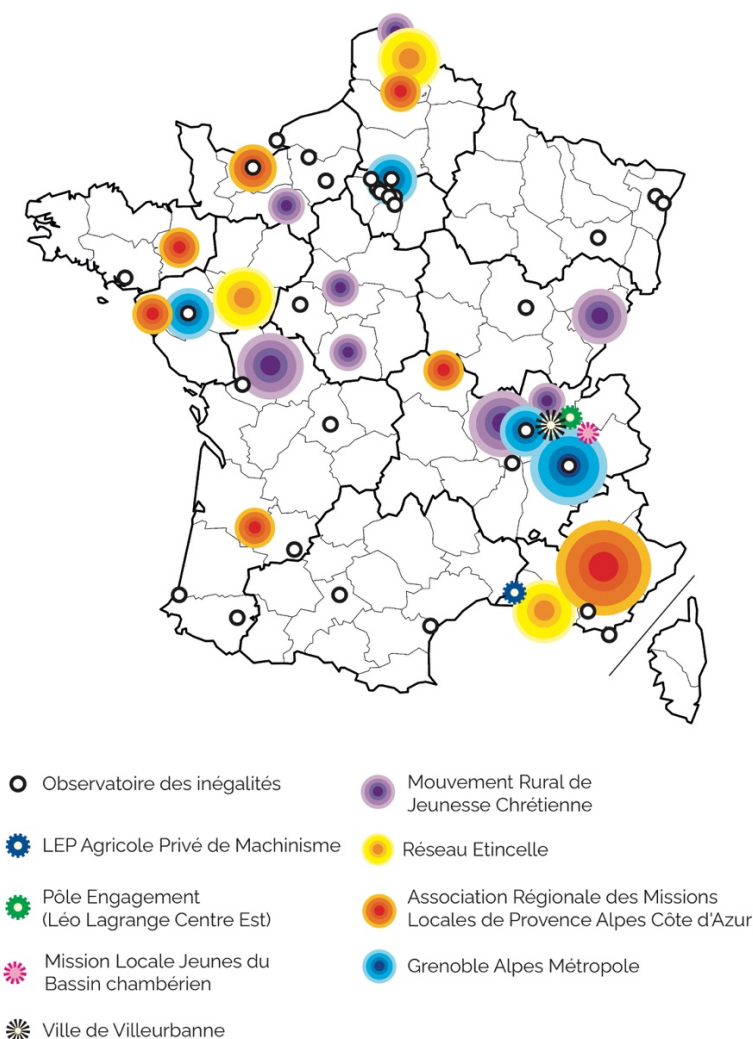 Observatoire des inégalités
LEP Agricole Privé de Machinisme
Pôle Engagement
(Léo Lagrange Centre Est)
Mission Locale Jeunes du
Bassin chambérien
Ville de Villeurbanne
Mouvement Rural de
Jeunesse Chrétienne
Réseau Etincelle
Association Régionale des Missions
Locales de Provence Alpes Côte d'Azur
Grenoble Alpes Métropole